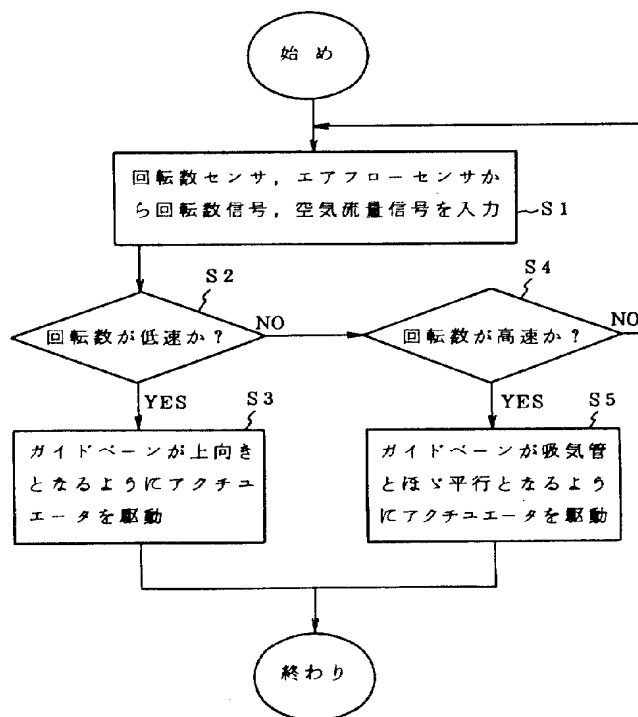 始め
回転数センサ,エアフローセンサか
ら回転数信号,空気流量信号を入力
S1
S2
回転数が低速か?
NO
S4
回転数が高速か?
NO
YES
S3
ガイドベーンが上向き
となるようにアクチユ
エータを駆動
YES
S5
ガイドベーンが吸気管
とほゞ平行となるよう
にアクチユエータを駆動
終わり